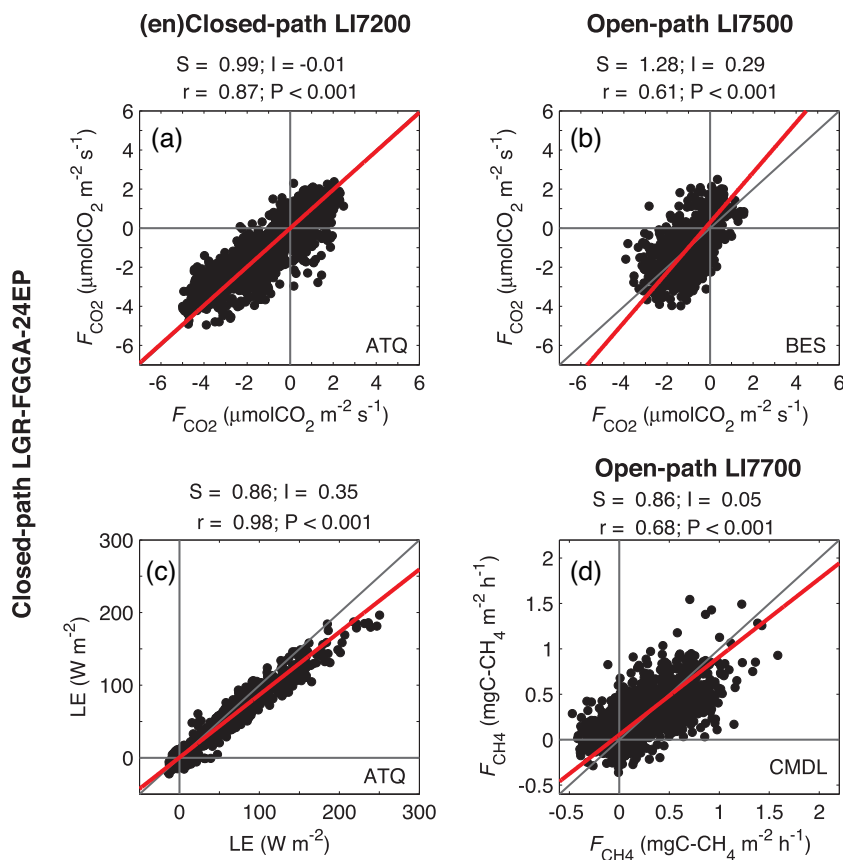 (en)Closed-path LI7200
S = 0.99; I = -0.01
r = 0.87; P < 0.001
(a)
6
4
2
0
-2
-4
-6
F_CO2 (μmolCO2 m-2 s-1)
ATQ
-6 -4 -2 0 2 4 6
F_CO2 (μmolCO2 m-2 s-1)
Open-path LI7500
S = 1.28; I = 0.29
r = 0.61; P < 0.001
(b)
6
4
2
0
-2
-4
-6
F_CO2 (μmolCO2 m-2 s-1)
BES
-6 -4 -2 0 2 4 6
F_CO2 (μmolCO2 m-2 s-1)
Closed-path LGR-FGGA-24EP
S = 0.86; I = 0.35
r = 0.98; P < 0.001
(c)
300
200
100
0
LE (W m-2)
ATQ
0 100 200 300
LE (W m-2)
Open-path LI7700
S = 0.86; I = 0.05
r = 0.68; P < 0.001
(d)
2
1.5
1
0.5
0
-0.5
F_CH4 (mgC-CH4 m-2 h-1)
CMDL
-0.5 0 0.5 1 1.5 2
F_CH4 (mgC-CH4 m-2 h-1)